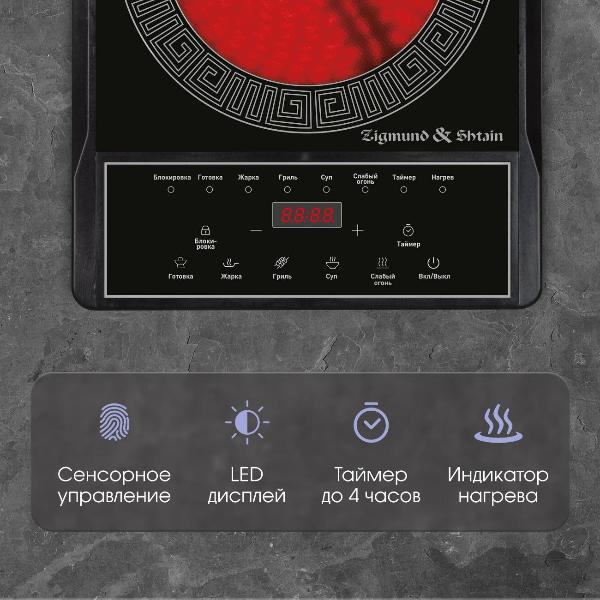 Zigmund & Shtain
Блокировка Готовка Жарка Гриль Суп Слабый огонь Таймер Нагрев
88:88.
Блоки-
ровка
− +
Таймер
Готовка Жарка Гриль Суп Слабый огонь Вкл/Выкл
Сенсорное управление
LED дисплей
Таймер до 4 часов
Индикатор нагрева